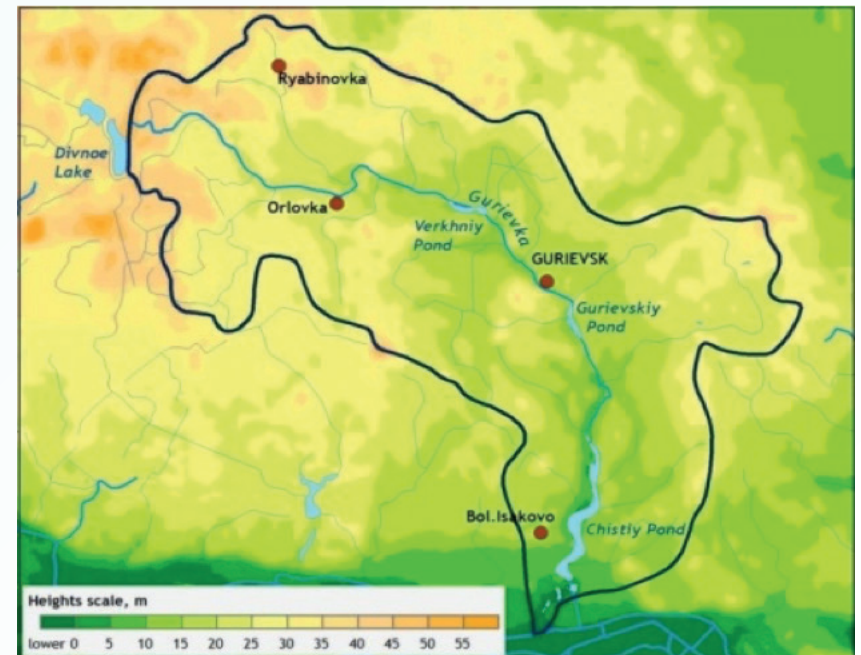 Ryabinovka
Divnoe
Lake
Orlovka
Gurievka
Verkhniy
Pond
GURIEVSK
Gurievskiy
Pond
Bol.Isakovo
Chistly Pond
Heights scale, m
lower 0 5 10 15 20 25 30 35 40 45 50 55